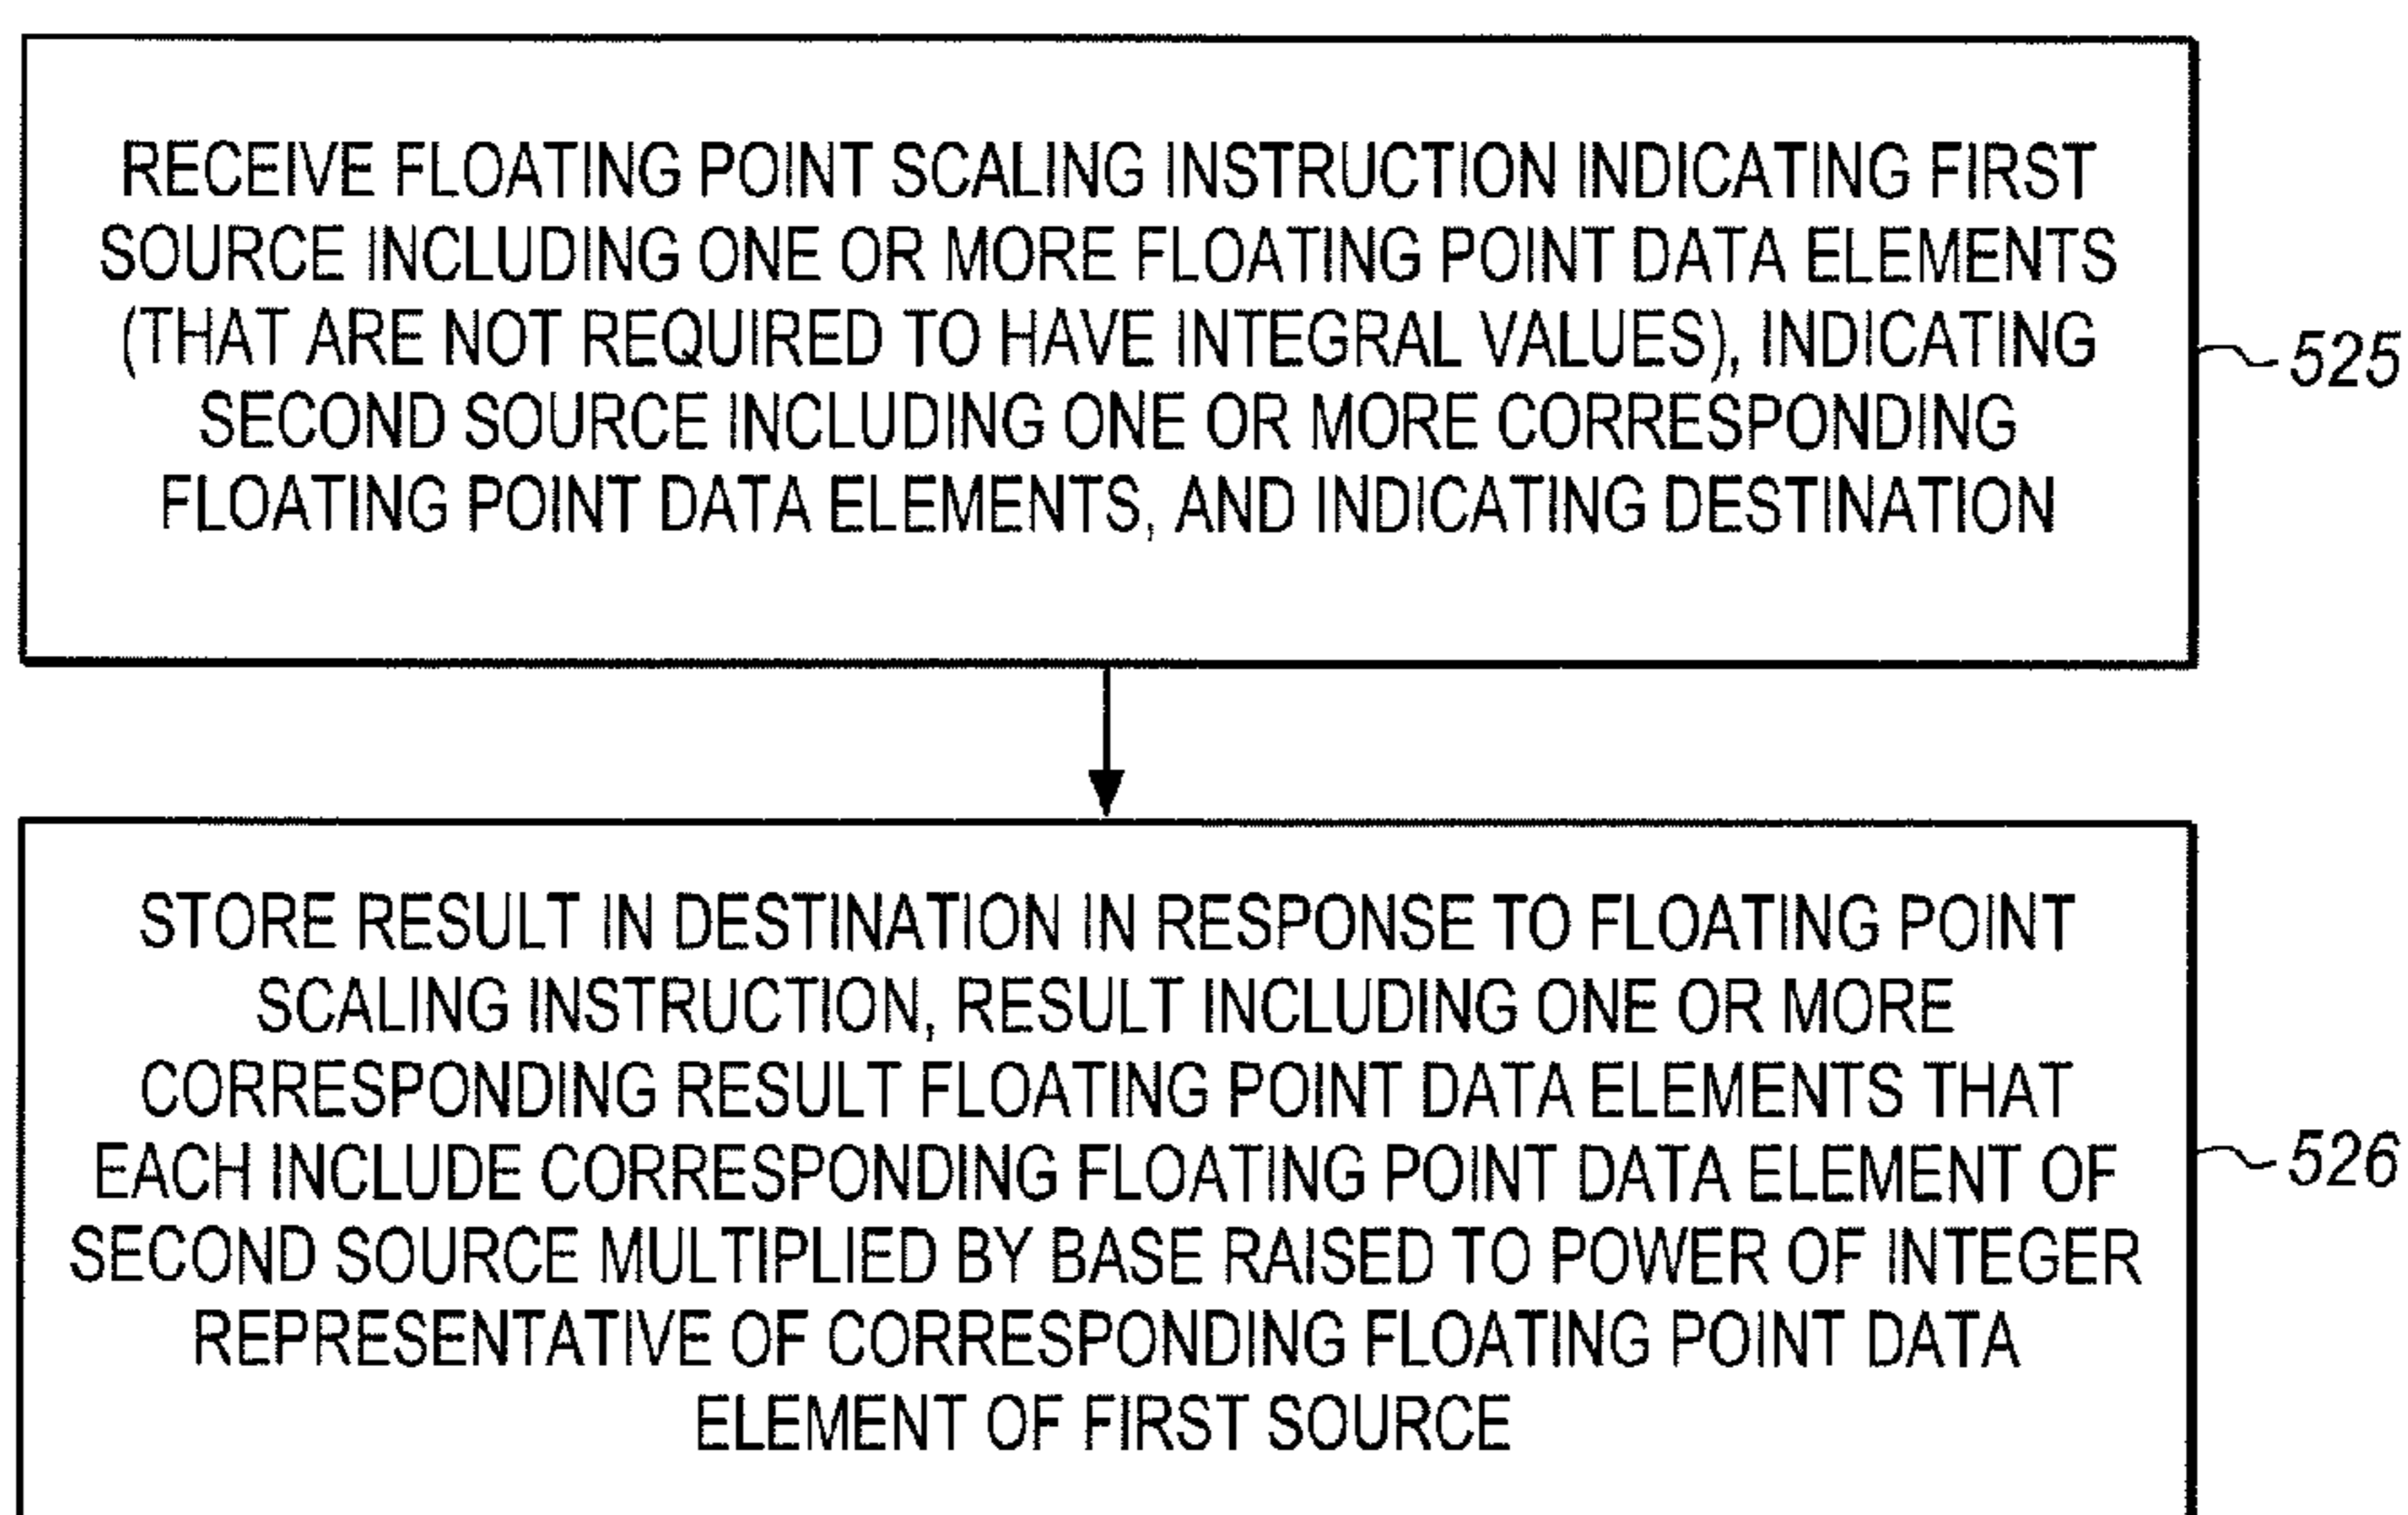 RECEIVE FLOATING POINT SCALING INSTRUCTION INDICATING FIRST
SOURCE INCLUDING ONE OR MORE FLOATING POINT DATA ELEMENTS
(THAT ARE NOT REQUIRED TO HAVE INTEGRAL VALUES), INDICATING
SECOND SOURCE INCLUDING ONE OR MORE CORRESPONDING
FLOATING POINT DATA ELEMENTS, AND INDICATING DESTINATION
525
STORE RESULT IN DESTINATION IN RESPONSE TO FLOATING POINT
SCALING INSTRUCTION, RESULT INCLUDING ONE OR MORE
CORRESPONDING RESULT FLOATING POINT DATA ELEMENTS THAT
EACH INCLUDE CORRESPONDING FLOATING POINT DATA ELEMENT OF
SECOND SOURCE MULTIPLIED BY BASE RAISED TO POWER OF INTEGER
REPRESENTATIVE OF CORRESPONDING FLOATING POINT DATA
ELEMENT OF FIRST SOURCE
526